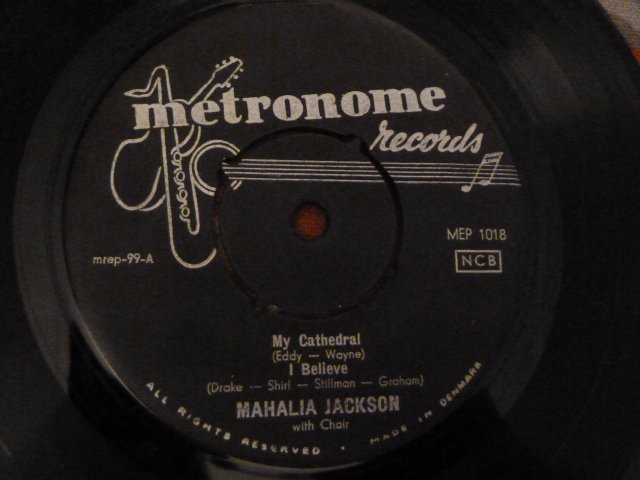 metronome
records
MEP 1018
mrep-99-A
NCB
My Cathedral
(Eddy — Wayne)
I Believe
(Drake — Shirl — Stillman — Graham)
MAHALIA JACKSON
with Choir
ALL RIGHTS RESERVED • MADE IN DENMARK